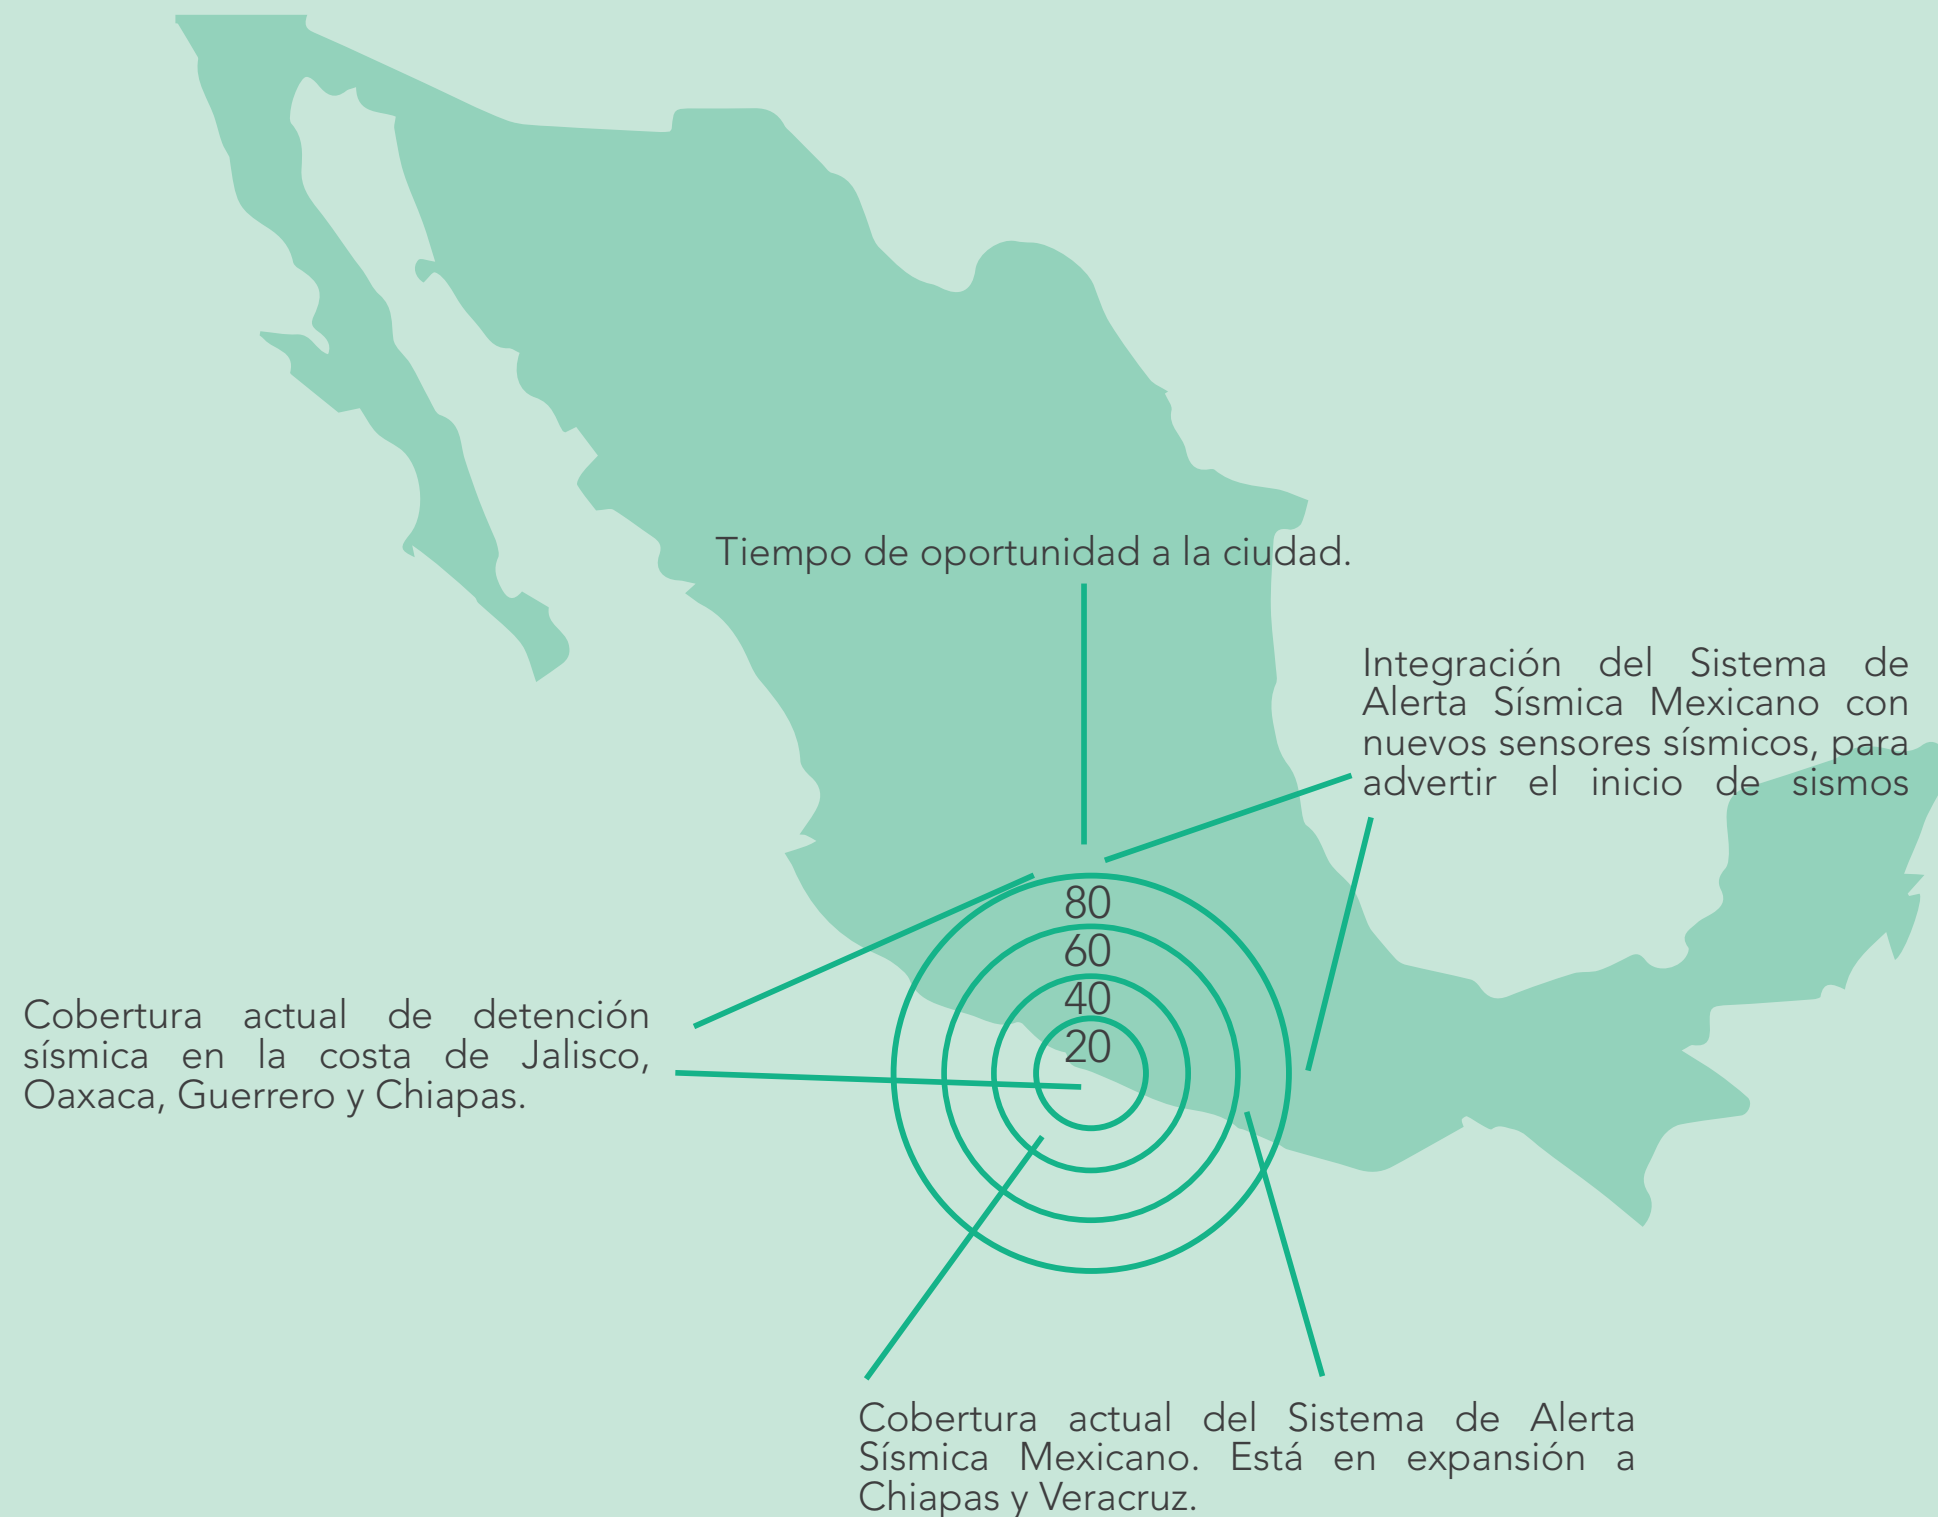 Tiempo de oportunidad a la ciudad.
Integración del Sistema de
Alerta Sísmica Mexicano con
nuevos sensores sísmicos, para
advertir el inicio de sismos
80
60
40
20
Cobertura actual de detención
sísmica en la costa de Jalisco,
Oaxaca, Guerrero y Chiapas.
Cobertura actual del Sistema de Alerta
Sísmica Mexicano. Está en expansión a
Chiapas y Veracruz.